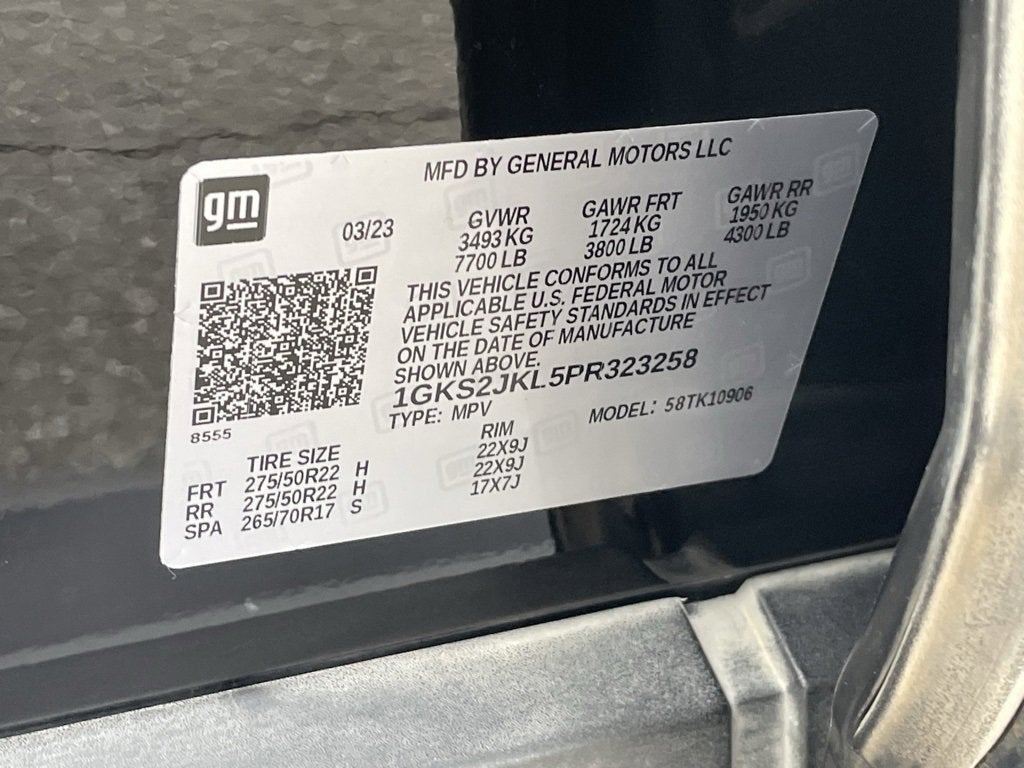 MFD BY GENERAL MOTORS LLC
gm
03/23
GVWR GAWR FRT GAWR RR
3493 KG 1724 KG 1950 KG
7700 LB 3800 LB 4300 LB
THIS VEHICLE CONFORMS TO ALL
APPLICABLE U.S. FEDERAL MOTOR
VEHICLE SAFETY STANDARDS IN EFFECT
ON THE DATE OF MANUFACTURE
SHOWN ABOVE.
1GKS2JKL5PR323258
TYPE: MPV MODEL: 58TK10906
8555
TIRE SIZE RIM
FRT 275/50R22 H 22X9J
RR 275/50R22 H 22X9J
SPA 265/70R17 S 17X7J